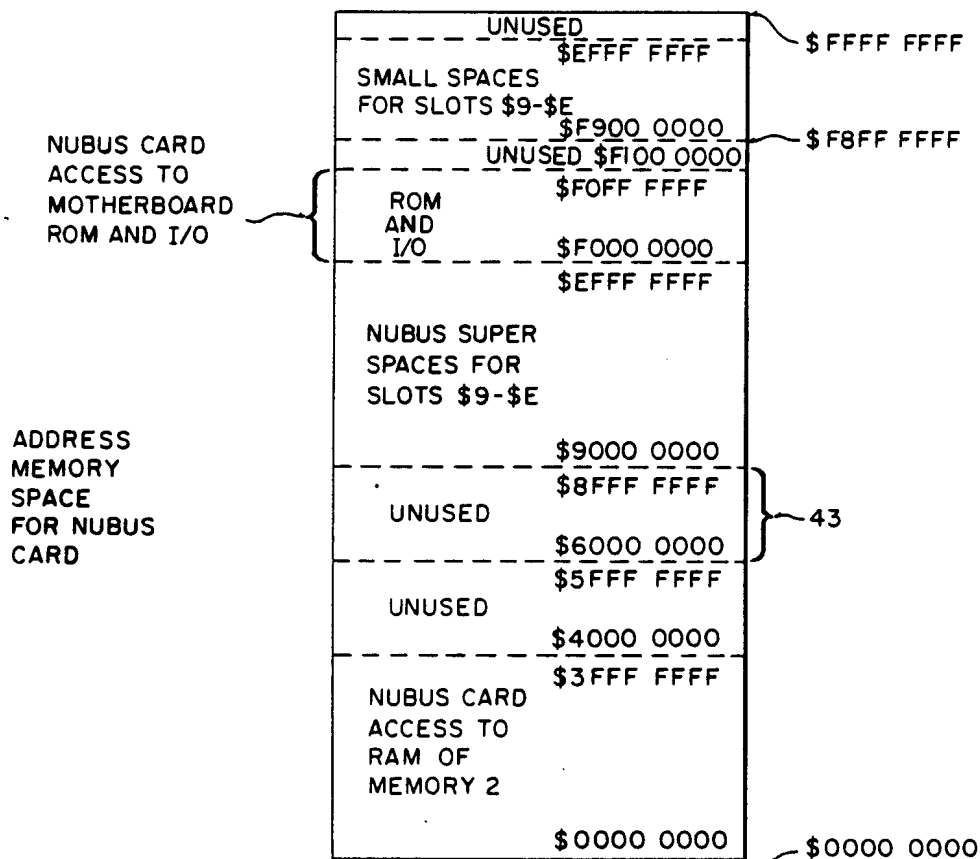 UNUSED
$FFFF FFFF
$EFFF FFFF
SMALL SPACES
FOR SLOTS $9-$E
$F900 0000
$F8FF FFFF
UNUSED $F100 0000
NUBUS CARD
ACCESS TO
MOTHERBOARD
ROM AND I/O
$F0FF FFFF
ROM
AND
I/O
$F000 0000
$EFFF FFFF
NUBUS SUPER
SPACES FOR
SLOTS $9-$E
$9000 0000
ADDRESS
MEMORY
SPACE
FOR NUBUS
CARD
$8FFF FFFF
UNUSED
43
$6000 0000
$5FFF FFFF
UNUSED
$4000 0000
$3FFF FFFF
NUBUS CARD
ACCESS TO
RAM OF
MEMORY 2
$0000 0000
$0000 0000